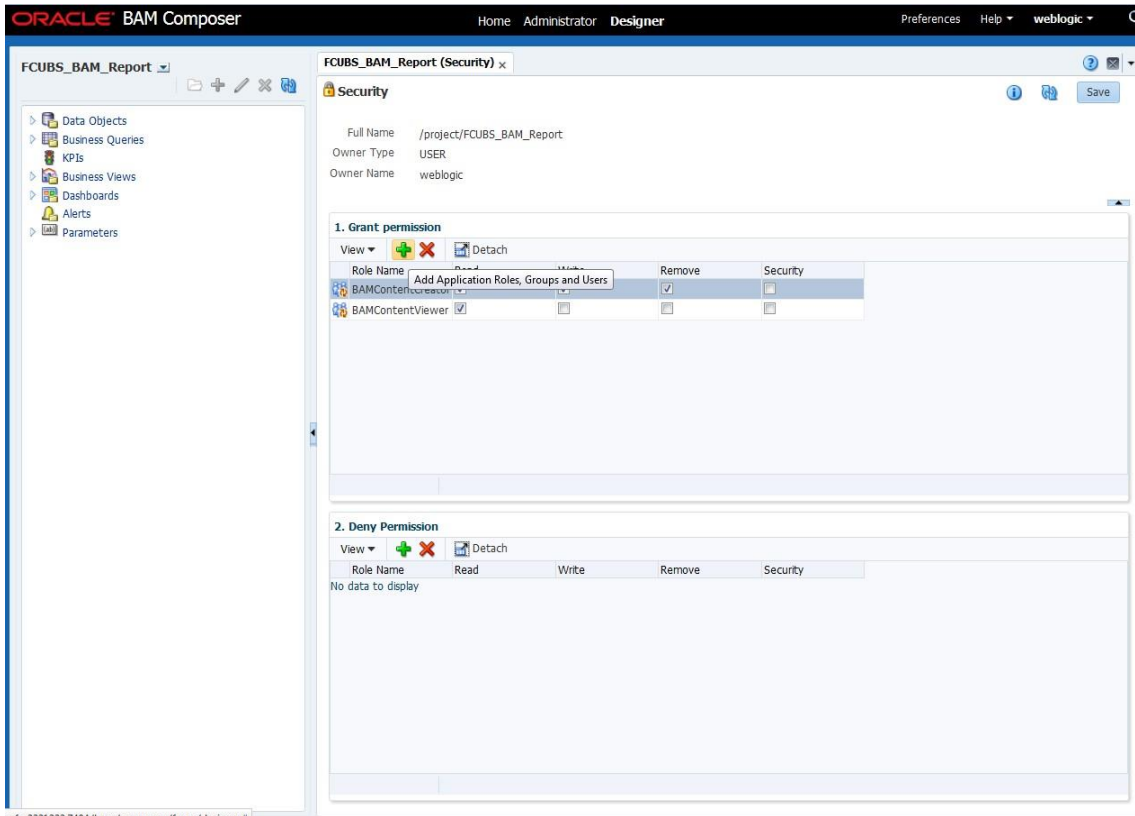 ORACLE BAM Composer Home Administrator Designer Preferences Help weblogic
FCUBS_BAM_Report
FCUBS_BAM_Report (Security) x
Security Save
Data Objects
Business Queries
KPIs
Business Views
Dashboards
Alerts
Parameters
Full Name /project/FCUBS_BAM_Report
Owner Type USER
Owner Name weblogic
1. Grant permission
View Detach
Role Name Read Write Remove Security
Add Application Roles, Groups and Users
BAMContentCreator
BAMContentViewer
2. Deny Permission
View Detach
Role Name Read Write Remove Security
No data to display